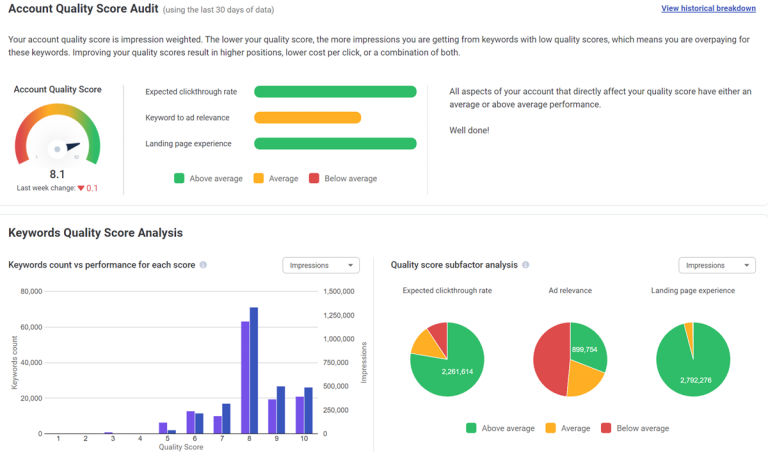 Account Quality Score Audit (using the last 30 days of data)
View historical breakdown
Your account quality score is impression weighted. The lower your quality score, the more impressions you are getting from keywords with low quality scores, which means you are overpaying for
these keywords. Improving your quality scores result in higher positions, lower cost per click, or a combination of both.
Account Quality Score
1
10
8.1
Last week change: ▼ 0.1
Expected clickthrough rate
Keyword to ad relevance
Landing page experience
Above average
Average
Below average
All aspects of your account that directly affect your quality score have either an
average or above average performance.
Well done!
Keywords Quality Score Analysis
Keywords count vs performance for each score
Impressions
80,000
60,000
40,000
20,000
0
Keywords count
1,500,000
1,250,000
1,000,000
750,000
500,000
250,000
0
Impressions
1 2 3 4 5 6 7 8 9 10
Quality Score
Quality score subfactor analysis
Impressions
Expected clickthrough rate
Ad relevance
Landing page experience
2,261,614
899,754
2,792,276
Above average
Average
Below average